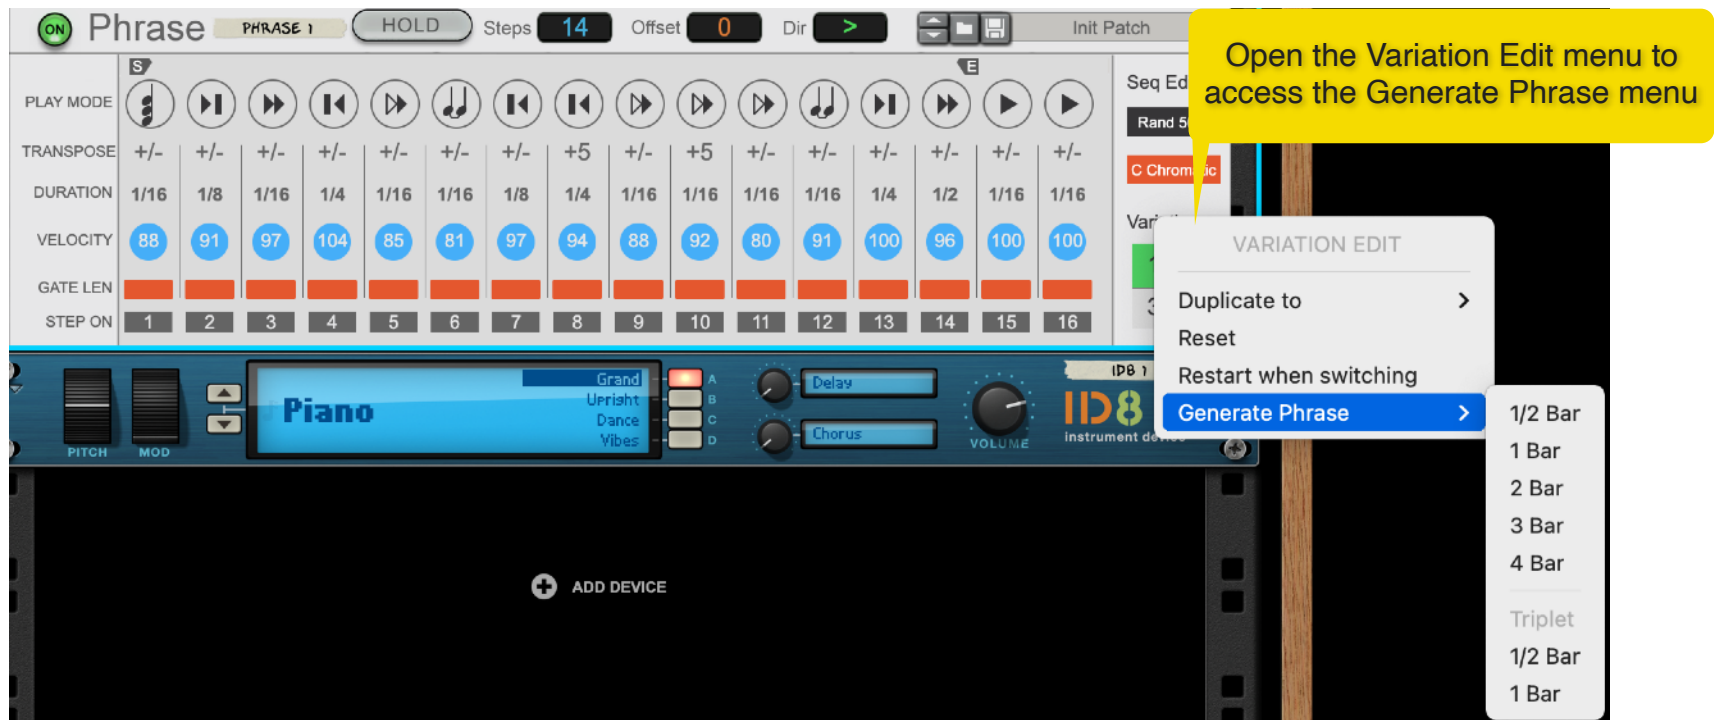 ON Phrase PHRASE 1 HOLD Steps 14 Offset 0 Dir > Init Patch
Open the Variation Edit menu to
access the Generate Phrase menu
S E
PLAY MODE
Seq Ed
Rand
TRANSPOSE +/- +/- +/- +/- +/- +/- +/- +5 +/- +5 +/- +/- +/- +/- +/- +/-
C Chromatic
DURATION 1/16 1/8 1/16 1/4 1/16 1/16 1/8 1/4 1/16 1/16 1/16 1/16 1/4 1/2 1/16 1/16
VELOCITY 88 91 97 104 85 81 97 94 88 92 80 91 100 96 100 100
GATE LEN
STEP ON 1 2 3 4 5 6 7 8 9 10 11 12 13 14 15 16
VARIATION EDIT
Duplicate to >
Reset
Restart when switching
Generate Phrase >
1/2 Bar
1 Bar
2 Bar
3 Bar
4 Bar
Triplet
1/2 Bar
1 Bar
PITCH MOD
Piano
Grand A
Upright B
Dance C
Vibes D
Delay
Chorus
VOLUME
ID8 1
ID8
instrument device
ADD DEVICE